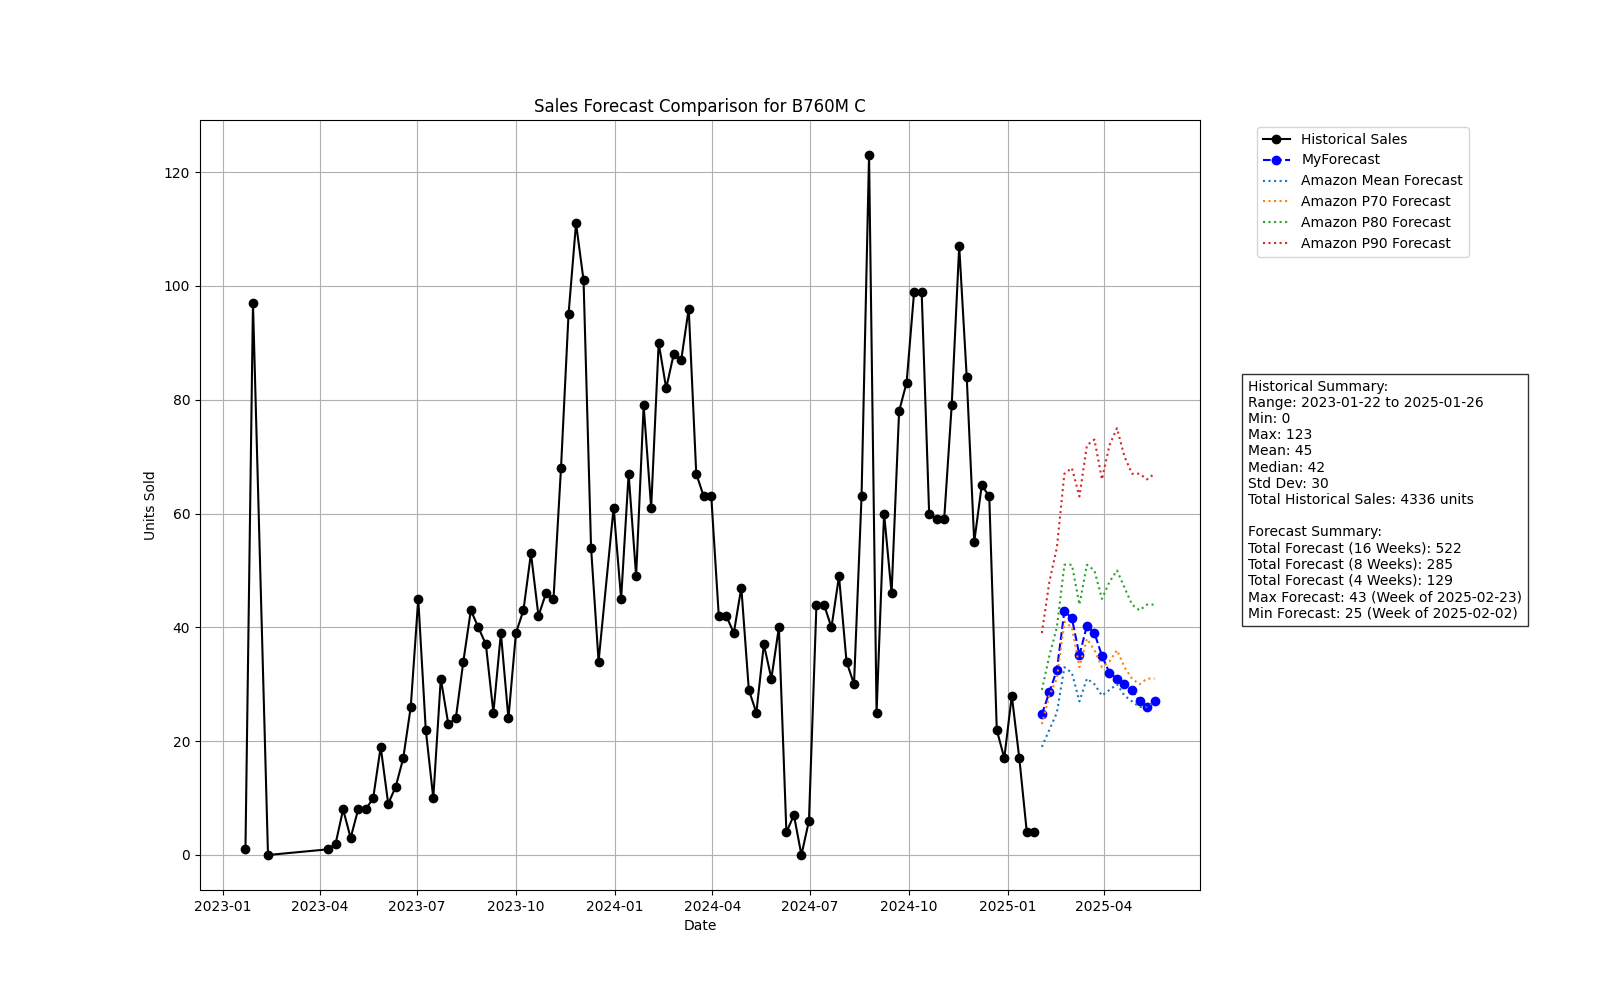 Sales Forecast Comparison for B760M C
Historical Sales
MyForecast
Amazon Mean Forecast
Amazon P70 Forecast
Amazon P80 Forecast
Amazon P90 Forecast
Units Sold
120
100
80
60
40
20
0
2023-01
2023-04
2023-07
2023-10
2024-01
2024-04
2024-07
2024-10
2025-01
2025-04
Date
Historical Summary:
Range: 2023-01-22 to 2025-01-26
Min: 0
Max: 123
Mean: 45
Median: 42
Std Dev: 30
Total Historical Sales: 4336 units
Forecast Summary:
Total Forecast (16 Weeks): 522
Total Forecast (8 Weeks): 285
Total Forecast (4 Weeks): 129
Max Forecast: 43 (Week of 2025-02-23)
Min Forecast: 25 (Week of 2025-02-02)